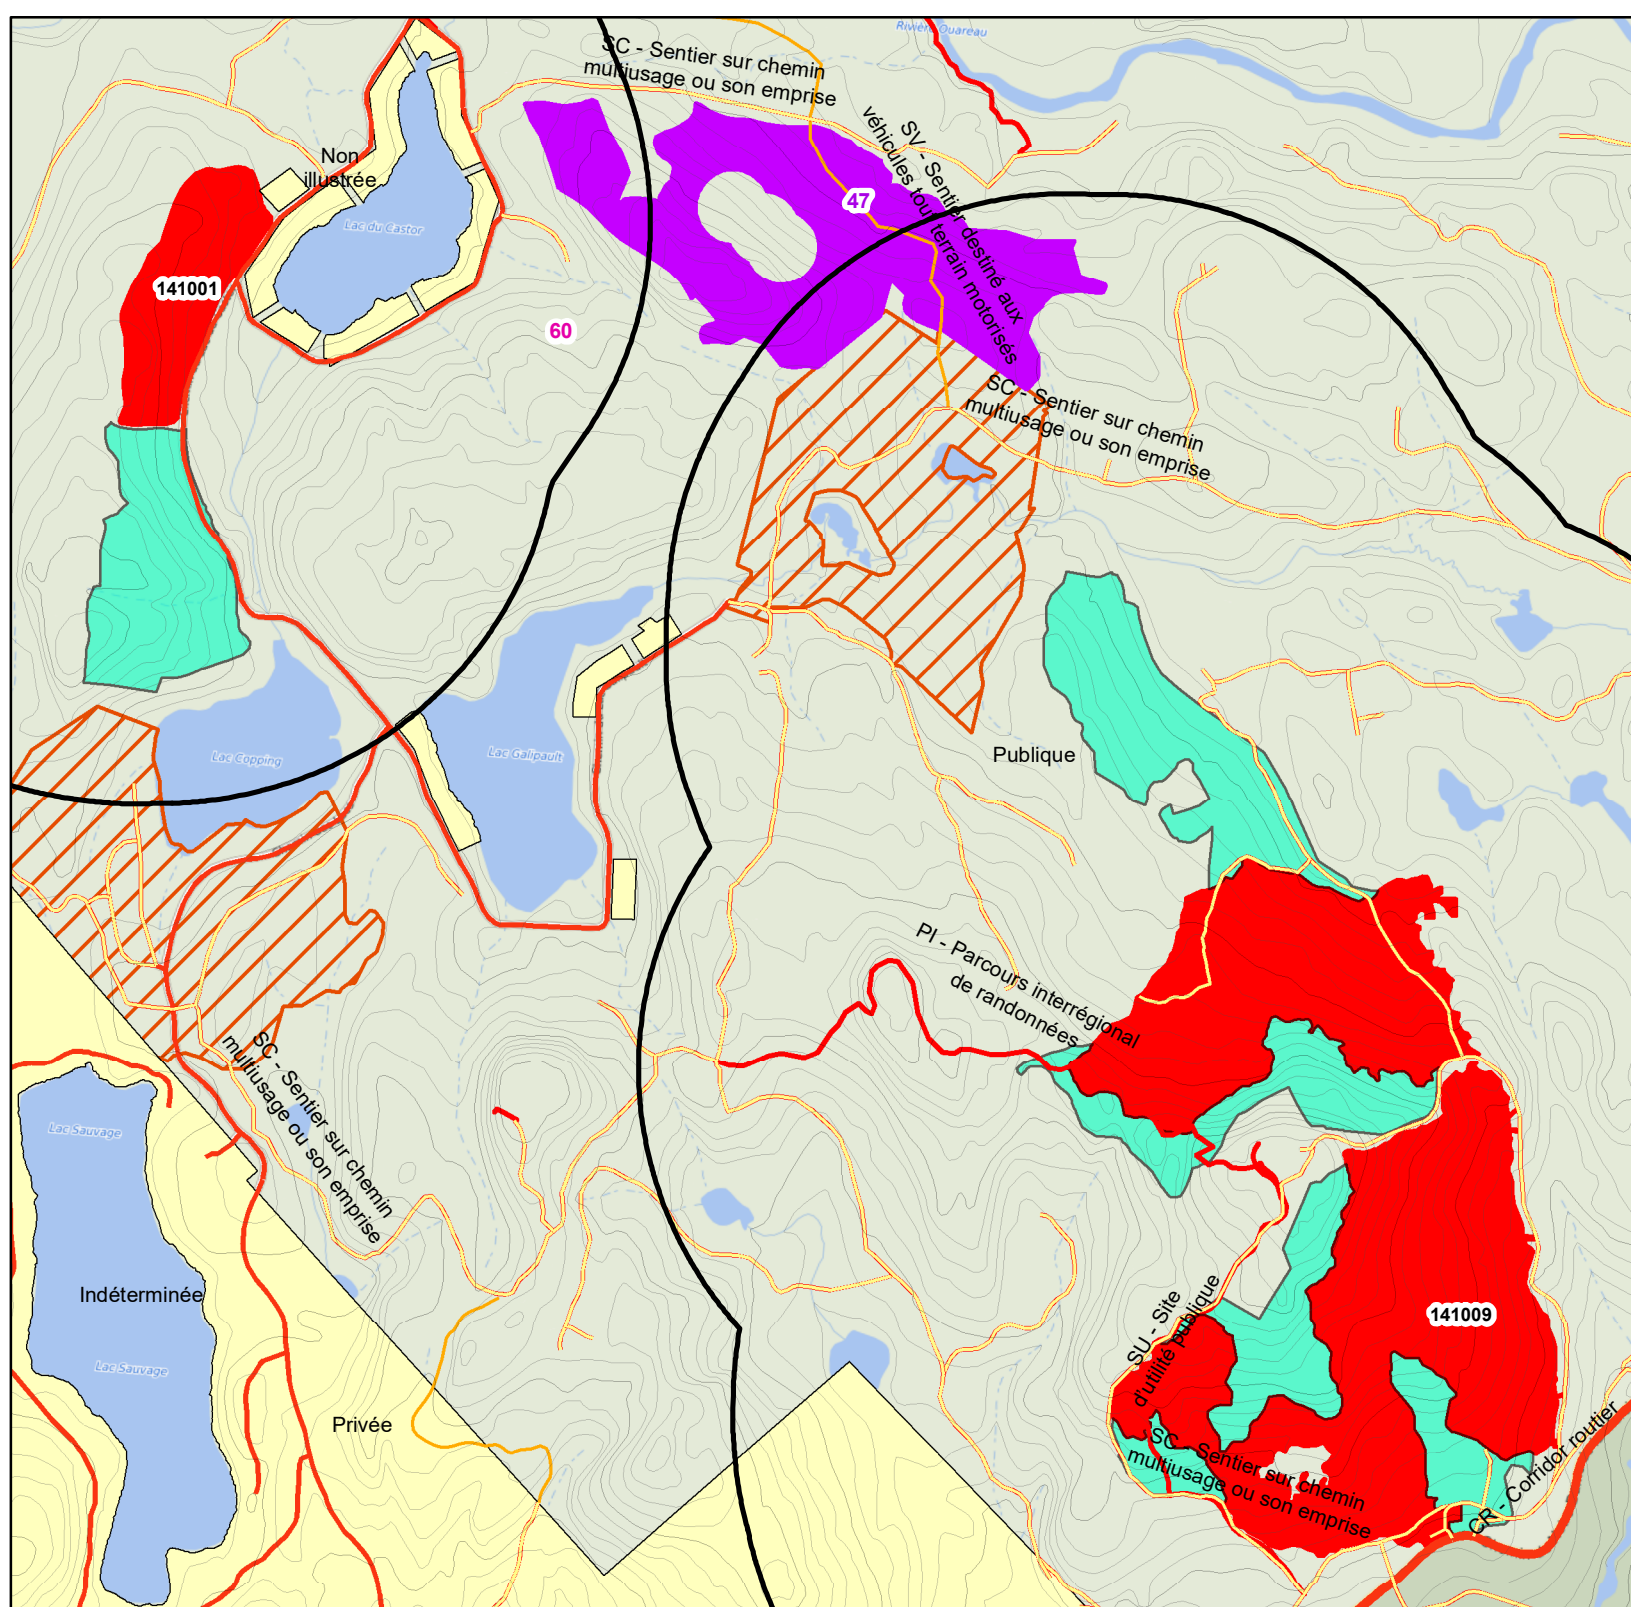 Rivière Ouareau
SC - Sentier sur chemin
multiusage ou son emprise
SV - Sentier destiné aux
véhicules tout terrain motorisés
Non
illustrée
47
Lac du Castor
141001
60
SC - Sentier sur chemin
multiusage ou son emprise
Publique
Lac Copping
Lac Galipault
PI - Parcours interrégional
de randonnées
SC - Sentier sur chemin
multiusage ou son emprise
Lac Sauvage
Indéterminée
SU - Site
d'utilité publique
141009
Lac Sauvage
Privée
SC - Sentier sur chemin
multiusage ou son emprise
CR - Corridor routier